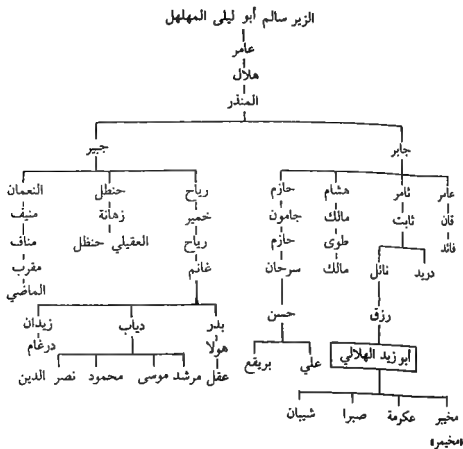 الزير سالم أبو ليلى المهلهل
عامر
هلال
المنذر
جابر جبير
عامر ثامر هشام حازم رياح حنظل النعمان
قان ثابت مالك جامون خمير زهانة منيف
فائد طوى حازم رياح العقيلي حنظل مناف
دريد نائل مالك سرحان غانم مقرب
الماضي
رزق حسن بدر دياب زيدان
هولا درغام
أبو زيد الهلالي علي بريقع عقل مرشد موسى محمود نصر الدين
مخيبر عكرمة صبرا شيبان
«مخيمر»